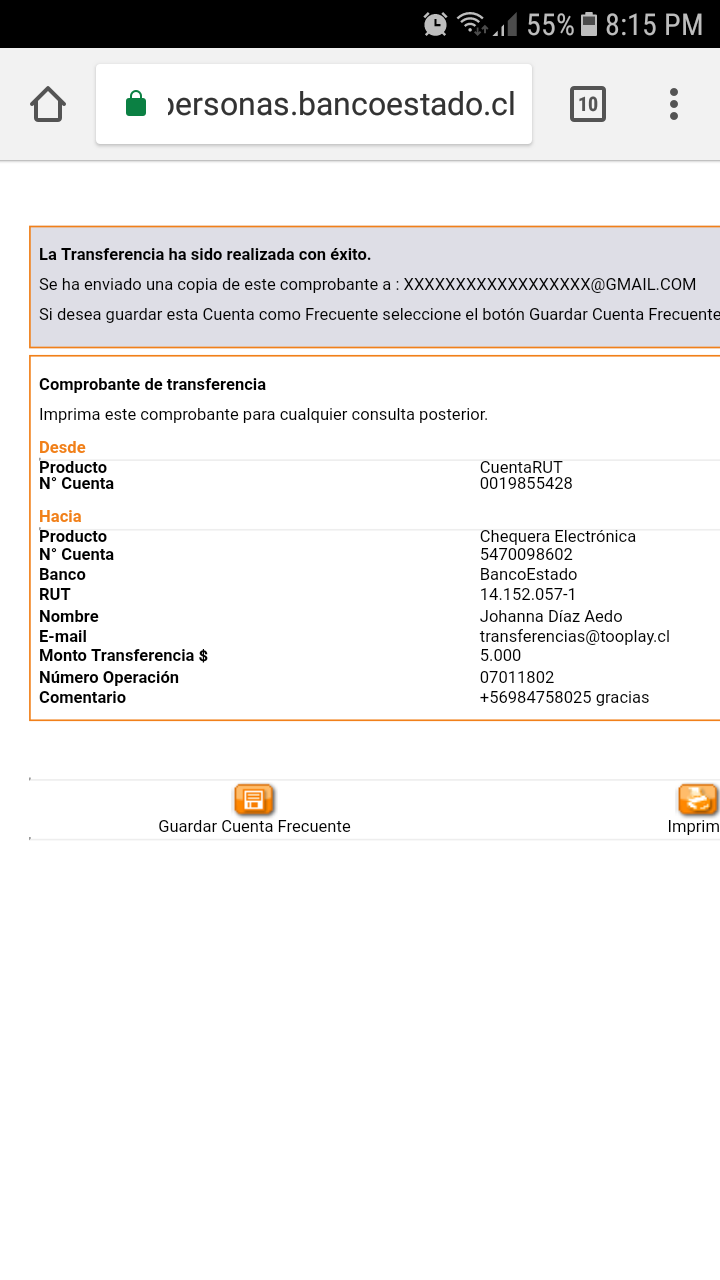 55% 8:15 PM
personas.bancoestado.cl 10
La Transferencia ha sido realizada con éxito.
Se ha enviado una copia de este comprobante a : XXXXXXXXXXXXXXXXXX@GMAIL.COM
Si desea guardar esta Cuenta como Frecuente seleccione el botón Guardar Cuenta Frecuente
Comprobante de transferencia
Imprima este comprobante para cualquier consulta posterior.
Desde
Producto CuentaRUT
N° Cuenta 0019855428
Hacia
Producto Chequera Electrónica
N° Cuenta 5470098602
Banco BancoEstado
RUT 14.152.057-1
Nombre Johanna Díaz Aedo
E-mail transferencias@tooplay.cl
Monto Transferencia $ 5.000
Número Operación 07011802
Comentario +56984758025 gracias
Guardar Cuenta Frecuente Imprim